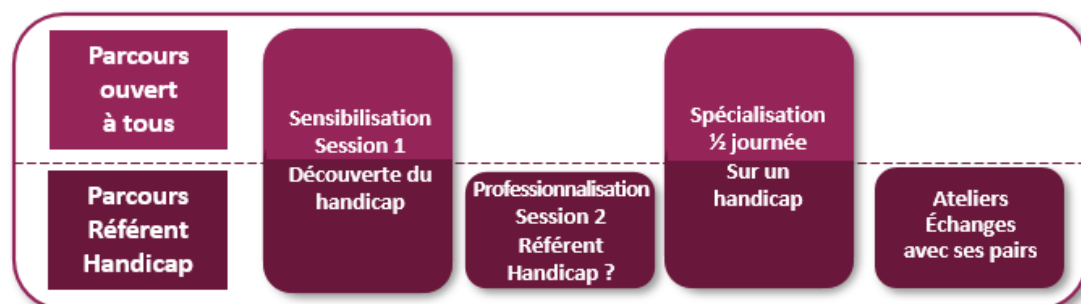 Parcours
ouvert
à tous
Parcours
Référent
Handicap
Sensibilisation
Session 1
Découverte du
handicap
Professionnalisation
Session 2
Référent
Handicap ?
Spécialisation
½ journée
Sur un
handicap
Ateliers
Échanges
avec ses pairs